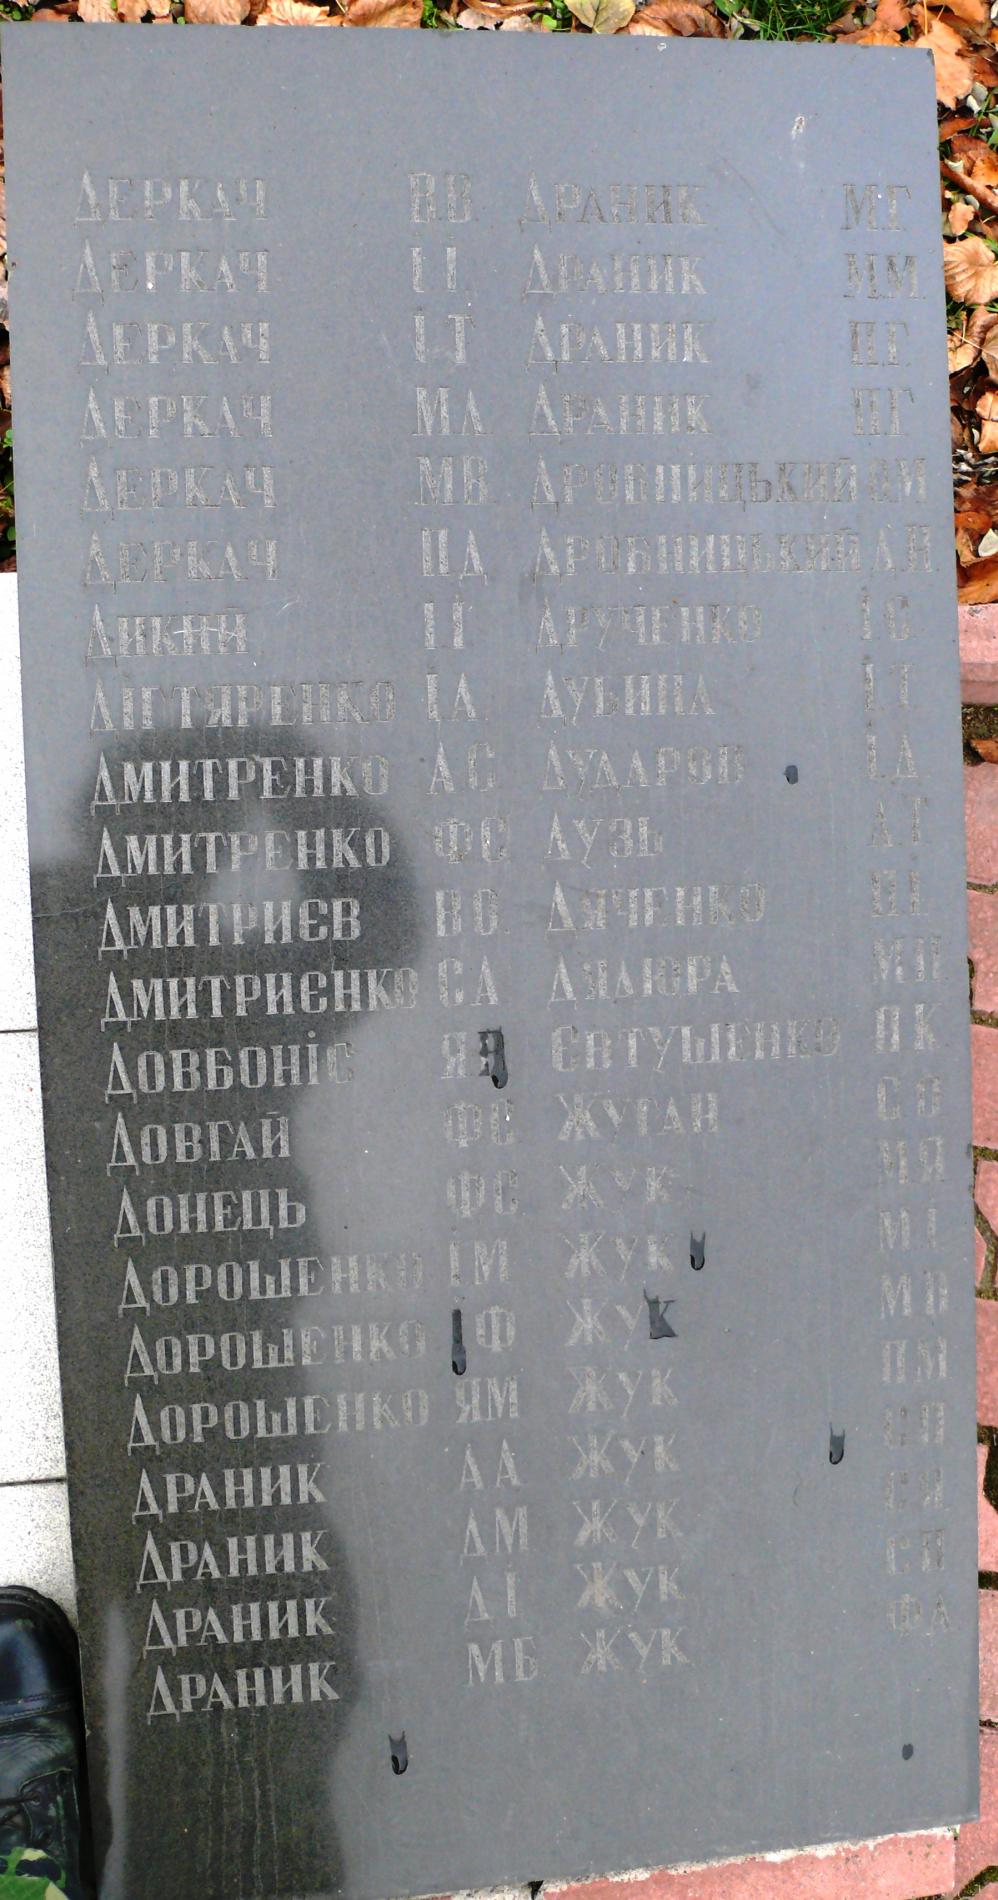 ДЕРКАЧ В.В.
ДЕРКАЧ І.І.
ДЕРКАЧ І.Т
ДЕРКАЧ М.Л.
ДЕРКАЧ М.В.
ДЕРКАЧ П.Д.
ДИКИЙ І.І
ДІГТЯРЕНКО І.Д.
ДМИТРЕНКО А.С
ДМИТРЕНКО Ф.С.
ДМИТРИЄВ В.О.
ДМИТРИЄНКО С.А
ДОВБОНІС Я.Я
ДОВГАЙ Ф.С.
ДОНЕЦЬ Ф.С.
ДОРОШЕНКО І.М
ДОРОШЕНКО І.Ф
ДОРОШЕНКО Я.М
ДРАНИК А.А
ДРАНИК Д.М
ДРАНИК Д.І
ДРАНИК М.Б
ДРАНИК М.Г.
ДРАНИК М.М.
ДРАНИК П.Г.
ДРАНИК П.Г
ДРОБНИЦЬКИЙ О.М
ДРОБНИЦЬКИЙ Д.Н
ДРУЧЕНКО І.С.
ДУБИНА І.Т.
ДУДАРОВ І.Д.
ДУЗЬ А.Т
ДЯЧЕНКО П.І.
ДЯДЮРА М.Н.
ЄВТУШЕНКО П.К
ЖУГАН С.О
ЖУК М.Я
ЖУК М.І
ЖУК М.В
ЖУК П.М
ЖУК С.П
ЖУК С.Я
ЖУК С.П
ЖУК Ф.А